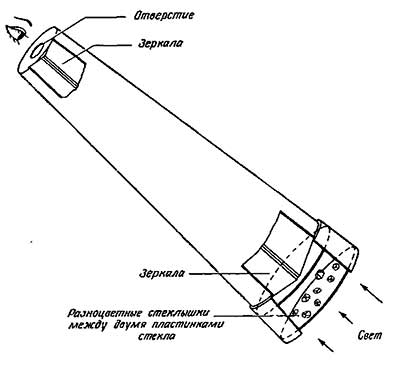 Отверстие
Зеркала
Зеркала
Разноцветные стеклышки
между двумя пластинками
стекла
Свет